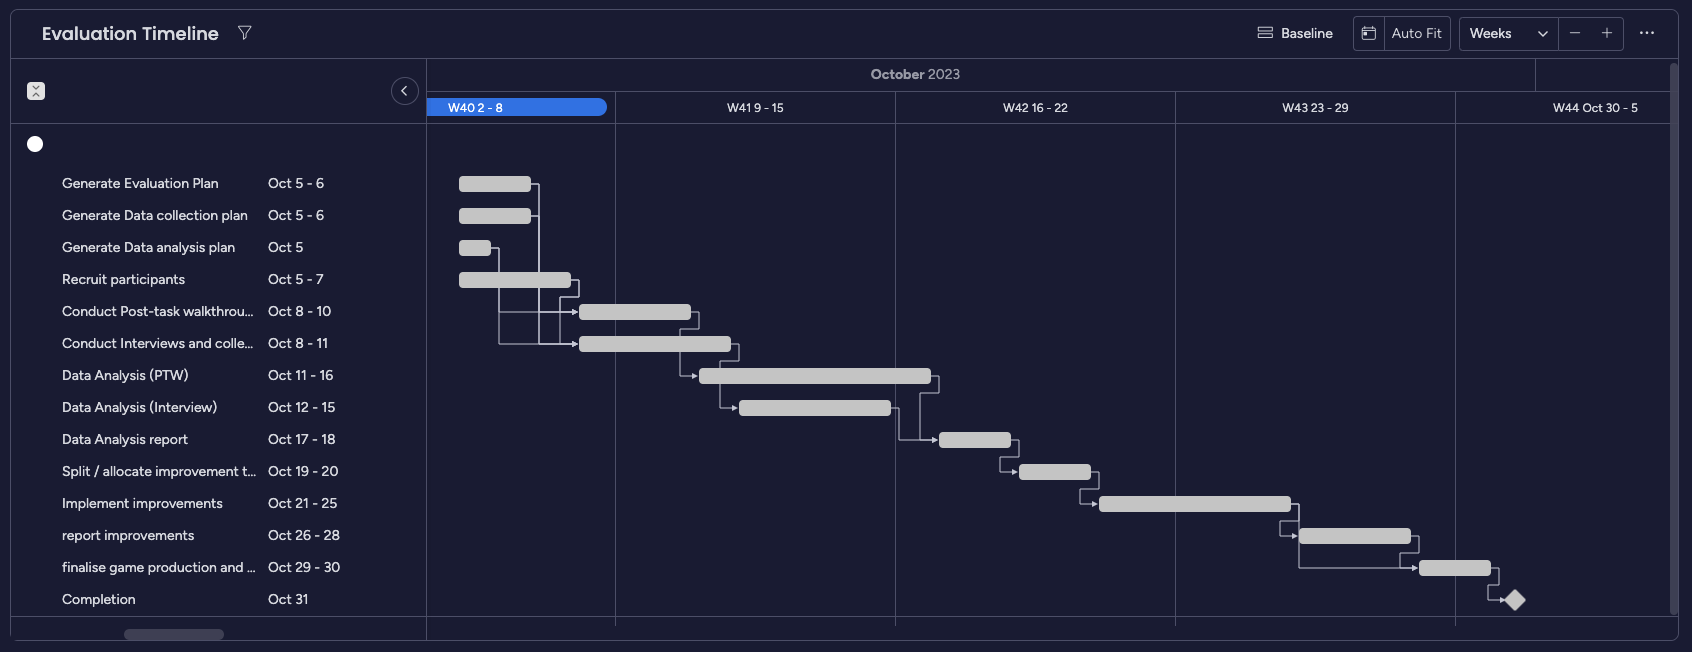 Evaluation Timeline
Baseline
Auto Fit
Weeks
October 2023
W40 2 - 8
W41 9 - 15
W42 16 - 22
W43 23 - 29
W44 Oct 30 - 5
Generate Evaluation Plan Oct 5 - 6
Generate Data collection plan Oct 5 - 6
Generate Data analysis plan Oct 5
Recruit participants Oct 5 - 7
Conduct Post-task walkthrou... Oct 8 - 10
Conduct Interviews and colle... Oct 8 - 11
Data Analysis (PTW) Oct 11 - 16
Data Analysis (Interview) Oct 12 - 15
Data Analysis report Oct 17 - 18
Split / allocate improvement t... Oct 19 - 20
Implement improvements Oct 21 - 25
report improvements Oct 26 - 28
finalise game production and ... Oct 29 - 30
Completion Oct 31